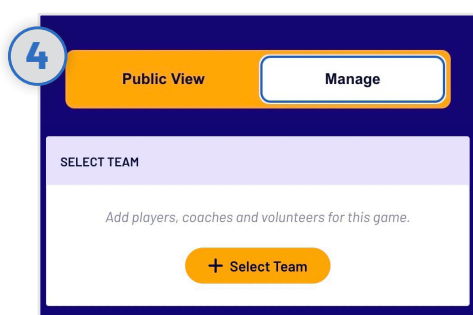 4
Public View
Manage
SELECT TEAM
Add players, coaches and volunteers for this game.
+ Select Team